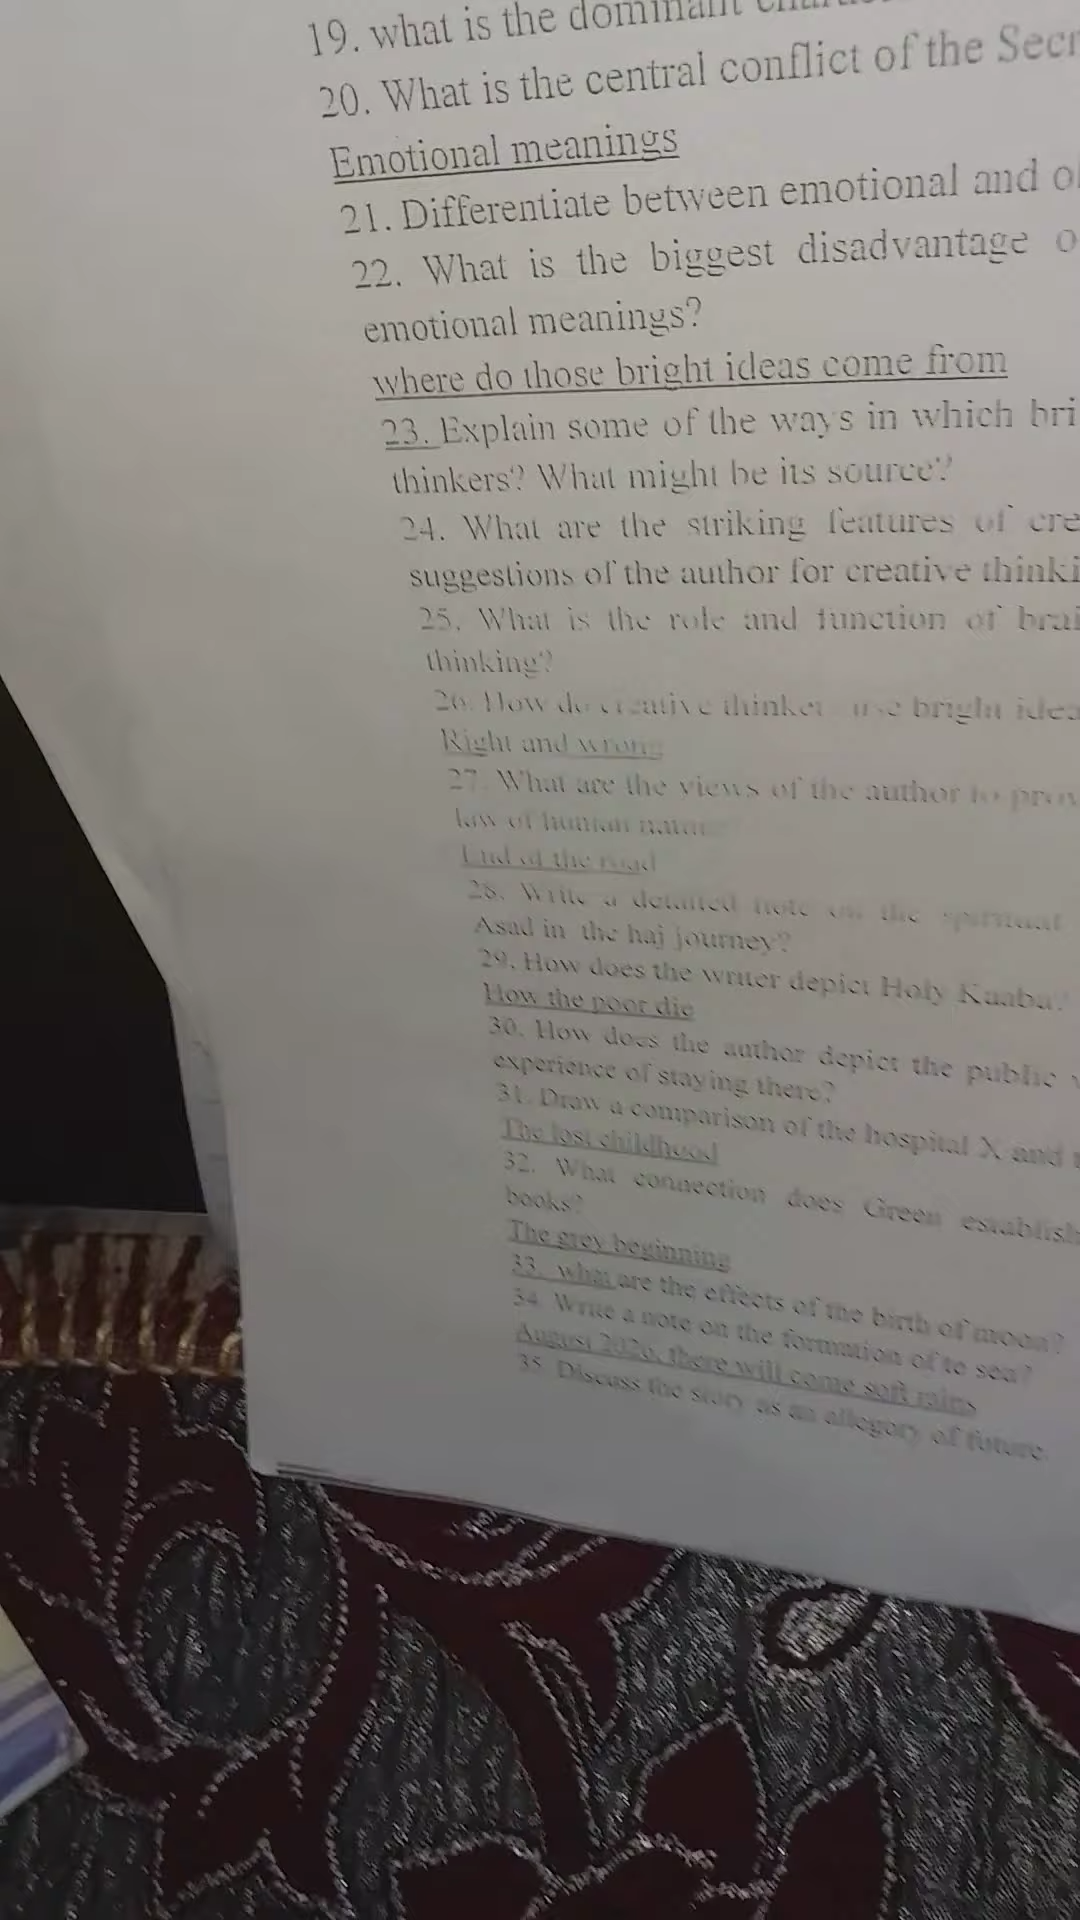 19. what is the dominant
20. What is the central conflict of the
Emotional meanings
21. Differentiate between emotional and
22. What is the biggest disadvantage
emotional meanings?
where do those bright ideas come from
23. Explain some of the ways in which
thinkers? What might be its source?
24. What are the striking features of
suggestions of the author for creative
25. What is the role and function of
thinking?
26. How do creative thinker use bright
Right and wrong
27. What are the views of the author to
law of human
End of the road
28. Write a detailed note on the spiritual
Asad in the haj journey?
29. How does the writer depict Holy Kaaba?
How the poor die
30. How does the author depict the public
experience of staying there?
31. Draw a comparison of the hospital X and
The lost childhood
32. What connection does Green establish
books?
The grey beginning
33. what are the effects of the birth of moon?
34. Write a note on the formation of te sea?
August 2026, there will come soft rains
35. Discuss the story as an allegory of future.